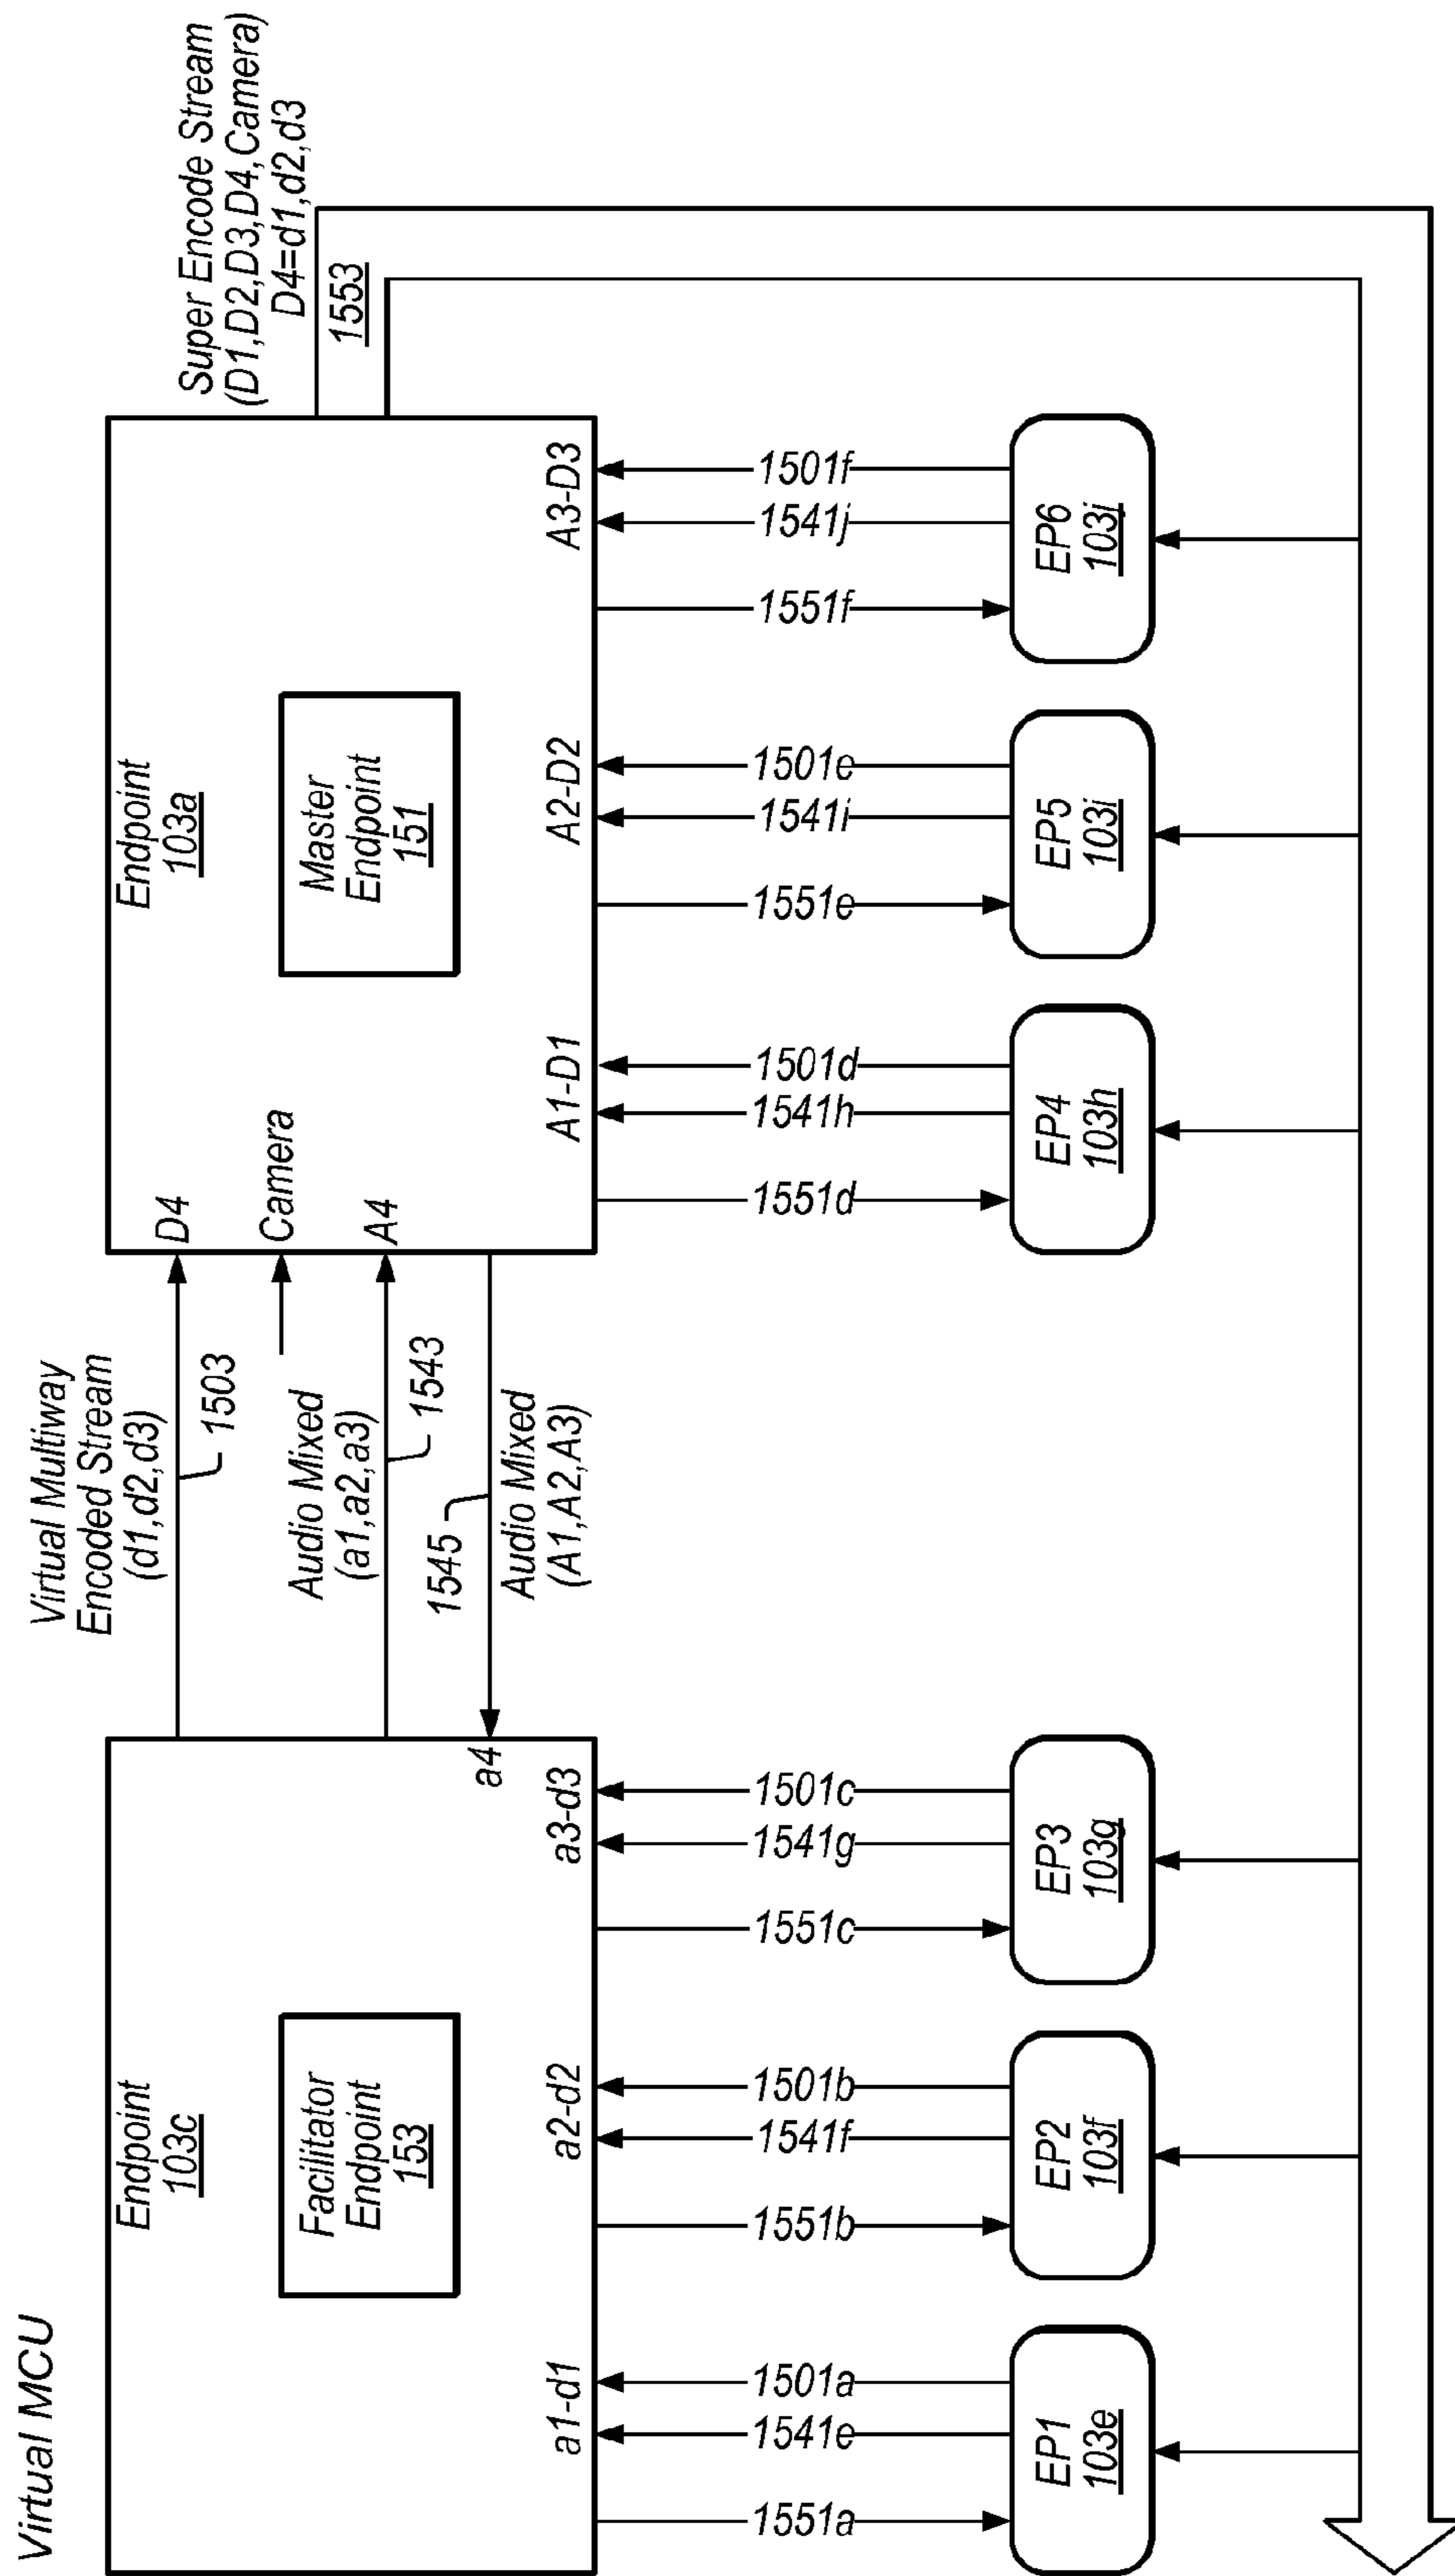 Virtual MCU
Endpoint
103c
Facilitator
Endpoint
153
a1-d1
a2-d2
a3-d3
a4
Virtual Multiway
Encoded Stream
(d1,d2,d3)
1503
Audio Mixed
(a1,a2,a3)
1543
1545
Audio Mixed
(A1,A2,A3)
Endpoint
103a
Master
Endpoint
151
D4
Camera
A4
A1-D1
A2-D2
A3-D3
Super Encode Stream
(D1,D2,D3,D4,Camera)
D4=d1,d2,d3
1553
1551a
1541e
1501a
1551b
1541f
1501b
1551c
1541g
1501c
1551d
1541h
1501d
1551e
1541i
1501e
1551f
1541j
1501f
EP1
103e
EP2
103f
EP3
103g
EP4
103h
EP5
103i
EP6
103j